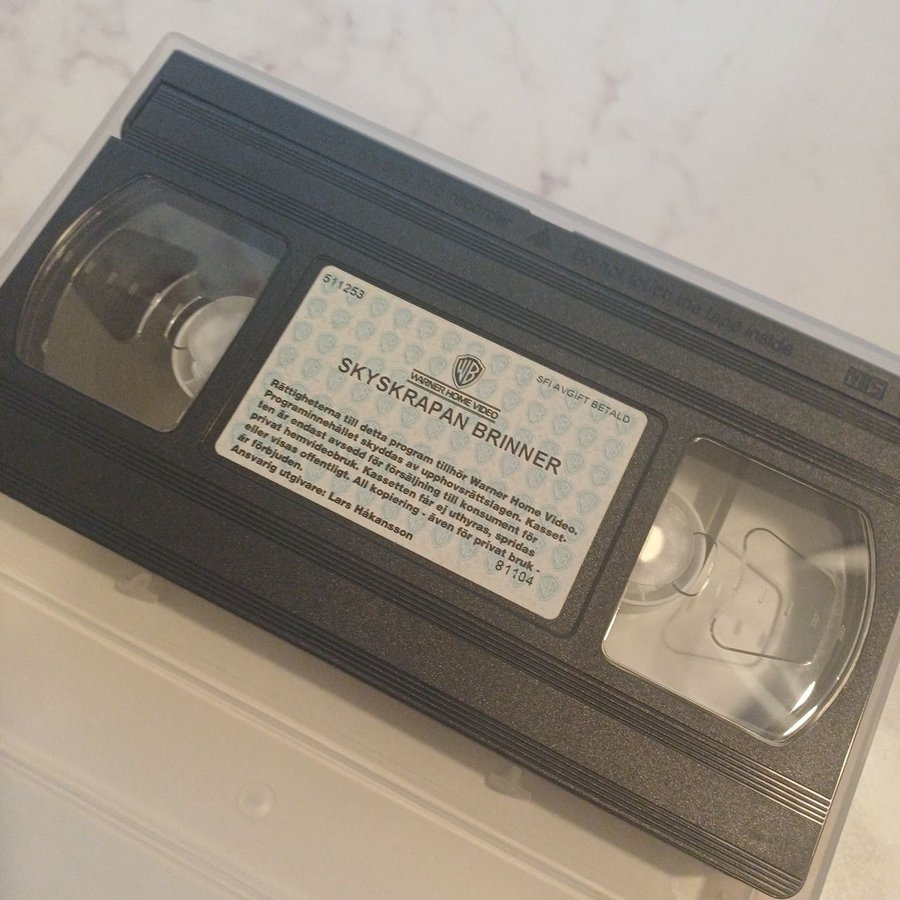 511253
WB
WARNER HOME VIDEO
SFI AVGIFT BETALD
SKYSKRAPAN BRINNER
Rättigheterna till detta program tillhör Warner Home Video.
Programinnehållet skyddas av upphovsrättslagen. Kasset-
ten är endast avsedd för försäljning till konsument för
privat hemvideobruk. Kassetten får ej uthyras, spridas
eller visas offentligt. All kopiering - även för privat bruk -
är förbjuden.
Ansvarig utgivare: Lars Håkansson
81104
Do not touch the tape inside
VHS